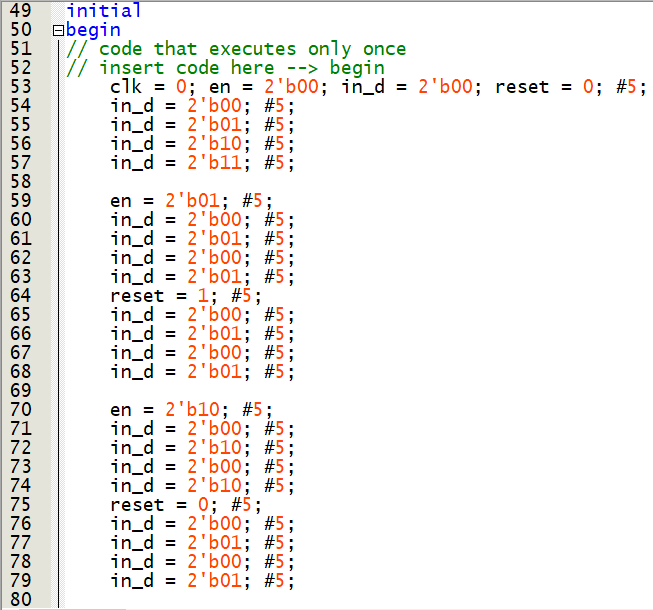 49 initial
50 begin
51 // code that executes only once
52 // insert code here --> begin
53 clk = 0; en = 2'b00; in_d = 2'b00; reset = 0; #5;
54 in_d = 2'b00; #5;
55 in_d = 2'b01; #5;
56 in_d = 2'b10; #5;
57 in_d = 2'b11; #5;
58
59 en = 2'b01; #5;
60 in_d = 2'b00; #5;
61 in_d = 2'b01; #5;
62 in_d = 2'b00; #5;
63 in_d = 2'b01; #5;
64 reset = 1; #5;
65 in_d = 2'b00; #5;
66 in_d = 2'b01; #5;
67 in_d = 2'b00; #5;
68 in_d = 2'b01; #5;
69
70 en = 2'b10; #5;
71 in_d = 2'b00; #5;
72 in_d = 2'b10; #5;
73 in_d = 2'b00; #5;
74 in_d = 2'b10; #5;
75 reset = 0; #5;
76 in_d = 2'b00; #5;
77 in_d = 2'b01; #5;
78 in_d = 2'b00; #5;
79 in_d = 2'b01; #5;
80